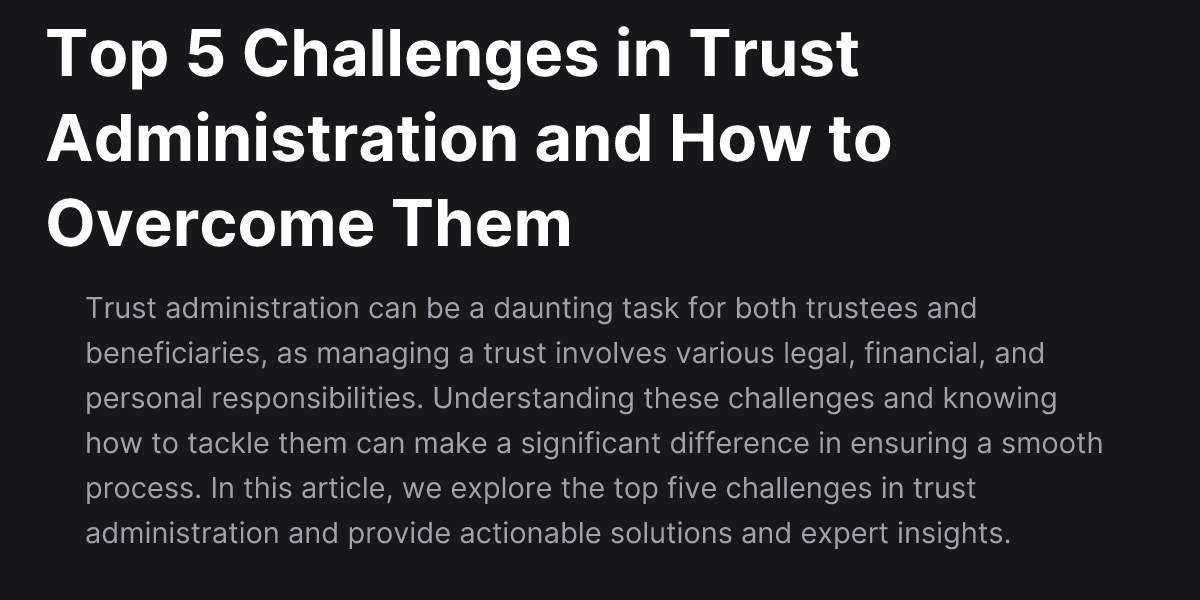 Top 5 Challenges in Trust
Administration and How to
Overcome Them
Trust administration can be a daunting task for both trustees and
beneficiaries, as managing a trust involves various legal, financial, and
personal responsibilities. Understanding these challenges and knowing
how to tackle them can make a significant difference in ensuring a smooth
process. In this article, we explore the top five challenges in trust
administration and provide actionable solutions and expert insights.